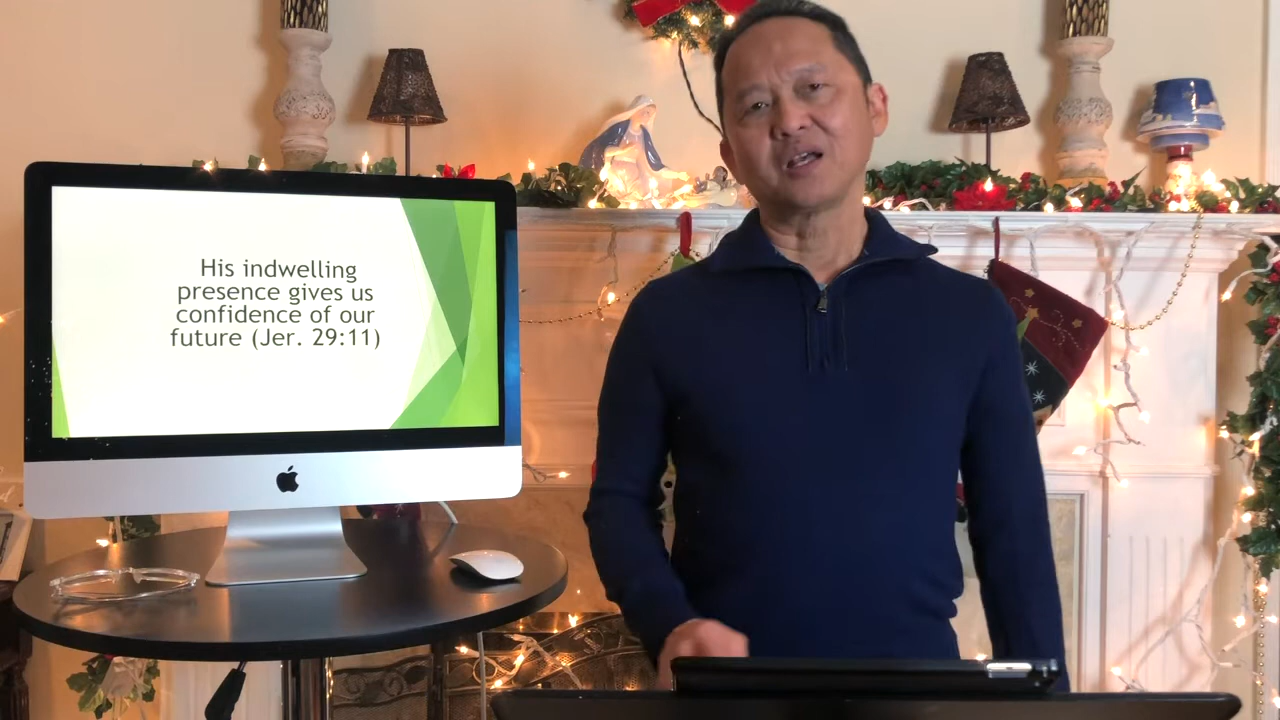 His indwelling
presence gives us
confidence of our
future (Jer. 29:11)